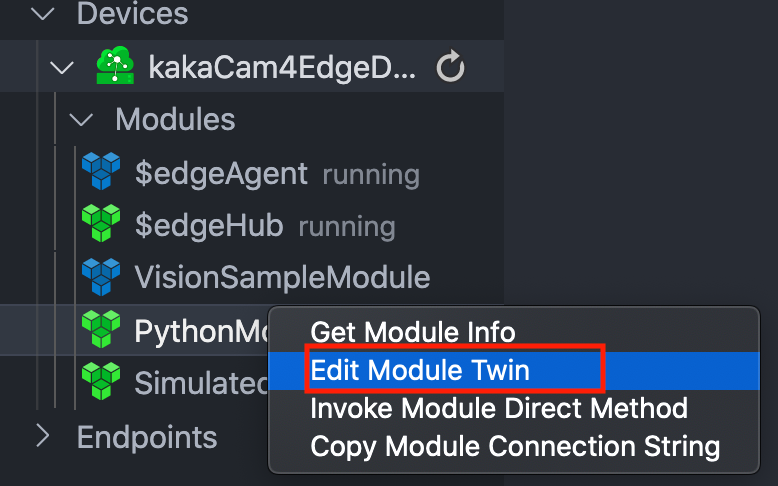 Devices
kakaCam4EdgeD...
Modules
$edgeAgent running
$edgeHub running
VisionSampleModule
PythonMo
Simulated
Endpoints
Get Module Info
Edit Module Twin
Invoke Module Direct Method
Copy Module Connection String